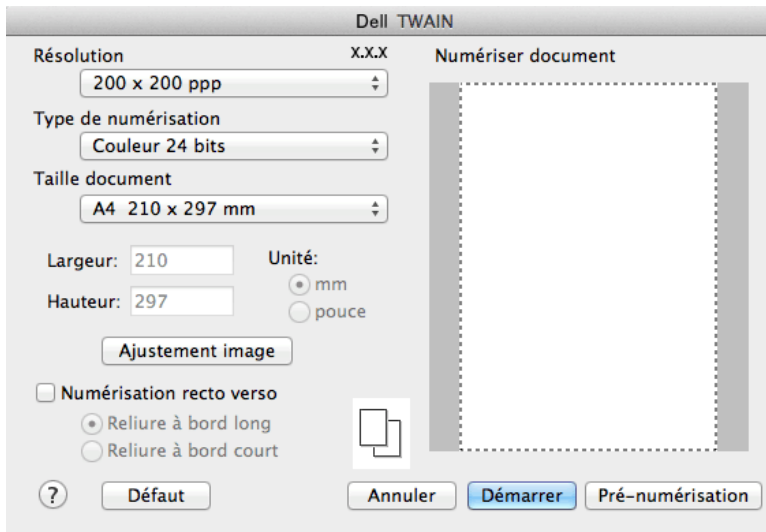 Dell TWAIN
Résolution X.X.X
200 x 200 ppp
Type de numérisation
Couleur 24 bits
Taille document
A4 210 x 297 mm
Largeur: 210
Hauteur: 297
Unité:
mm
pouce
Ajustement image
Numérisation recto verso
Reliure à bord long
Reliure à bord court
Numériser document
? Défaut Annuler Démarrer Pré-numérisation